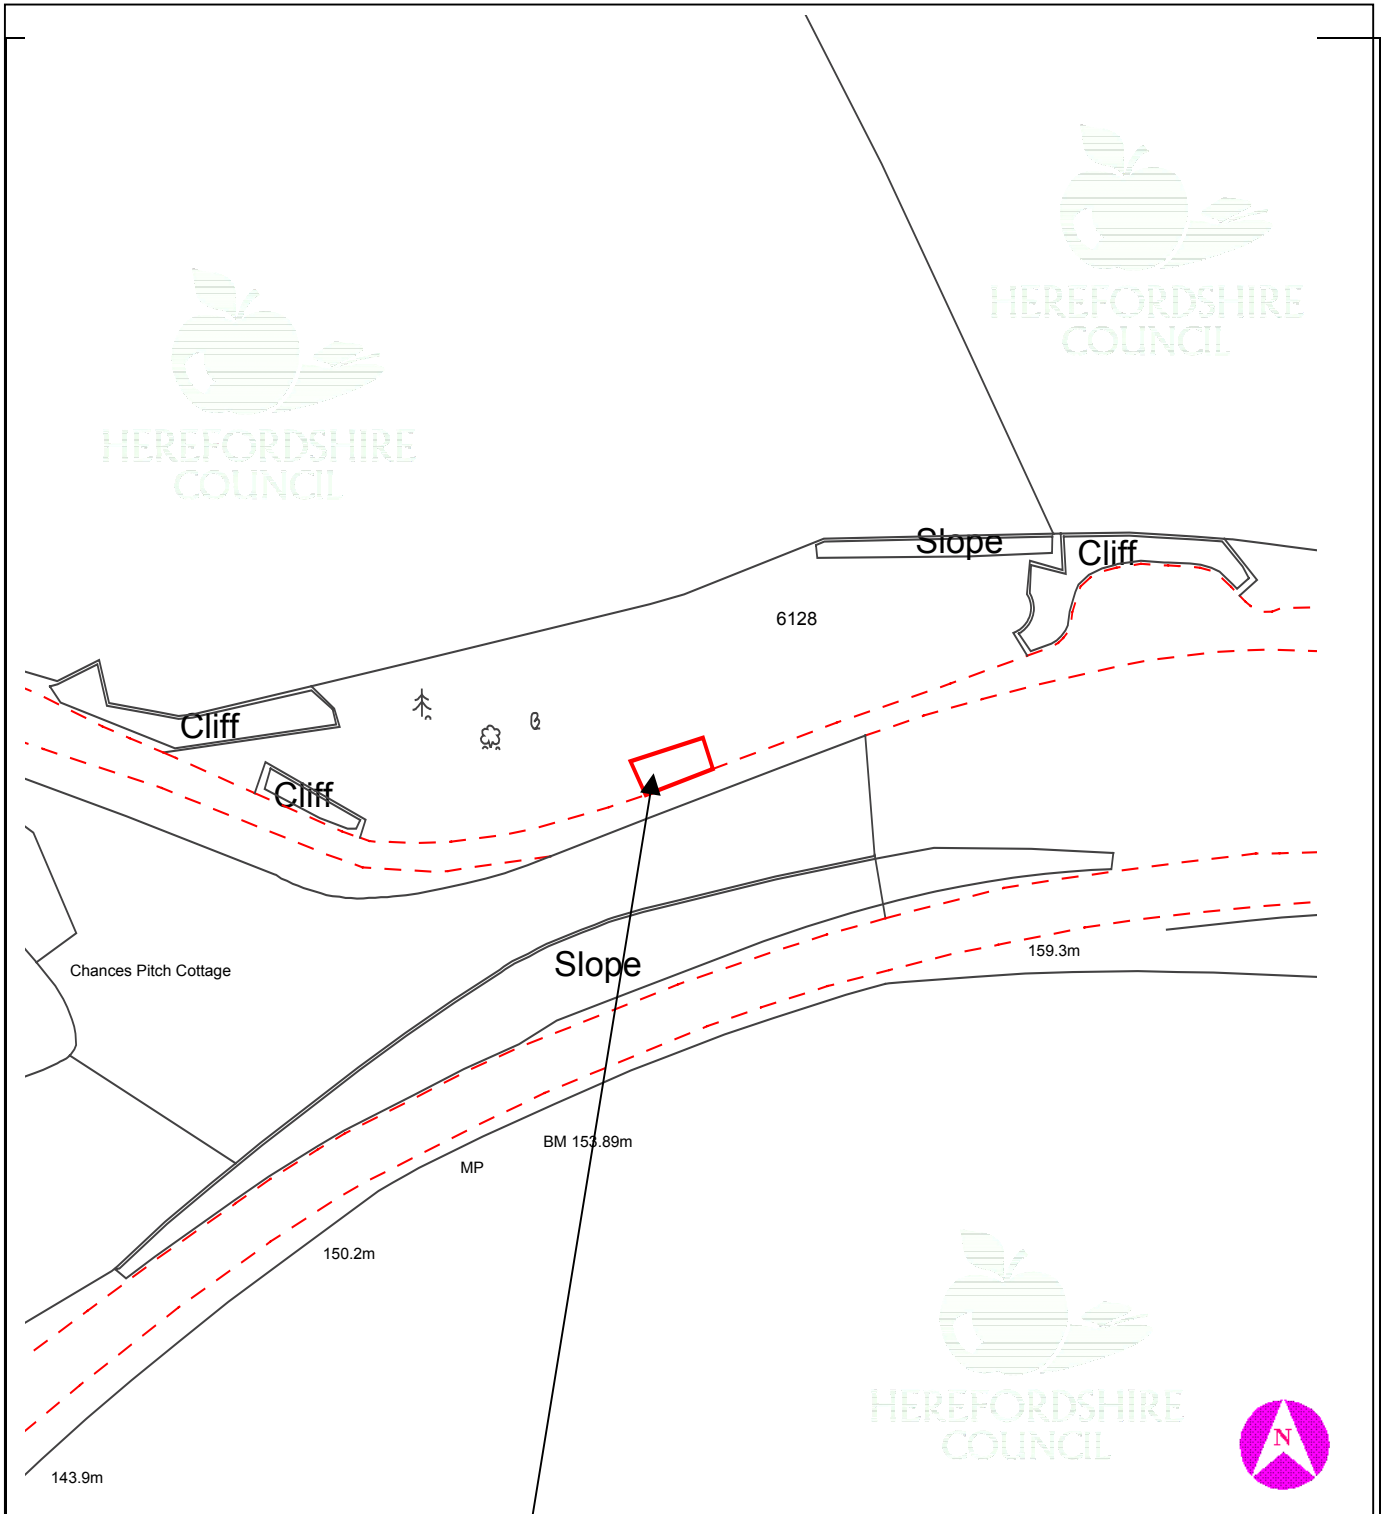 HEREFORDSHIRE
COUNCIL
HEREFORDSHIRE
COUNCIL
Slope
Cliff
6128
Cliff
Cliff
Chances Pitch Cottage
Slope
159.3m
BM 153.89m
MP
150.2m
HEREFORDSHIRE
COUNCIL
N
143.9m